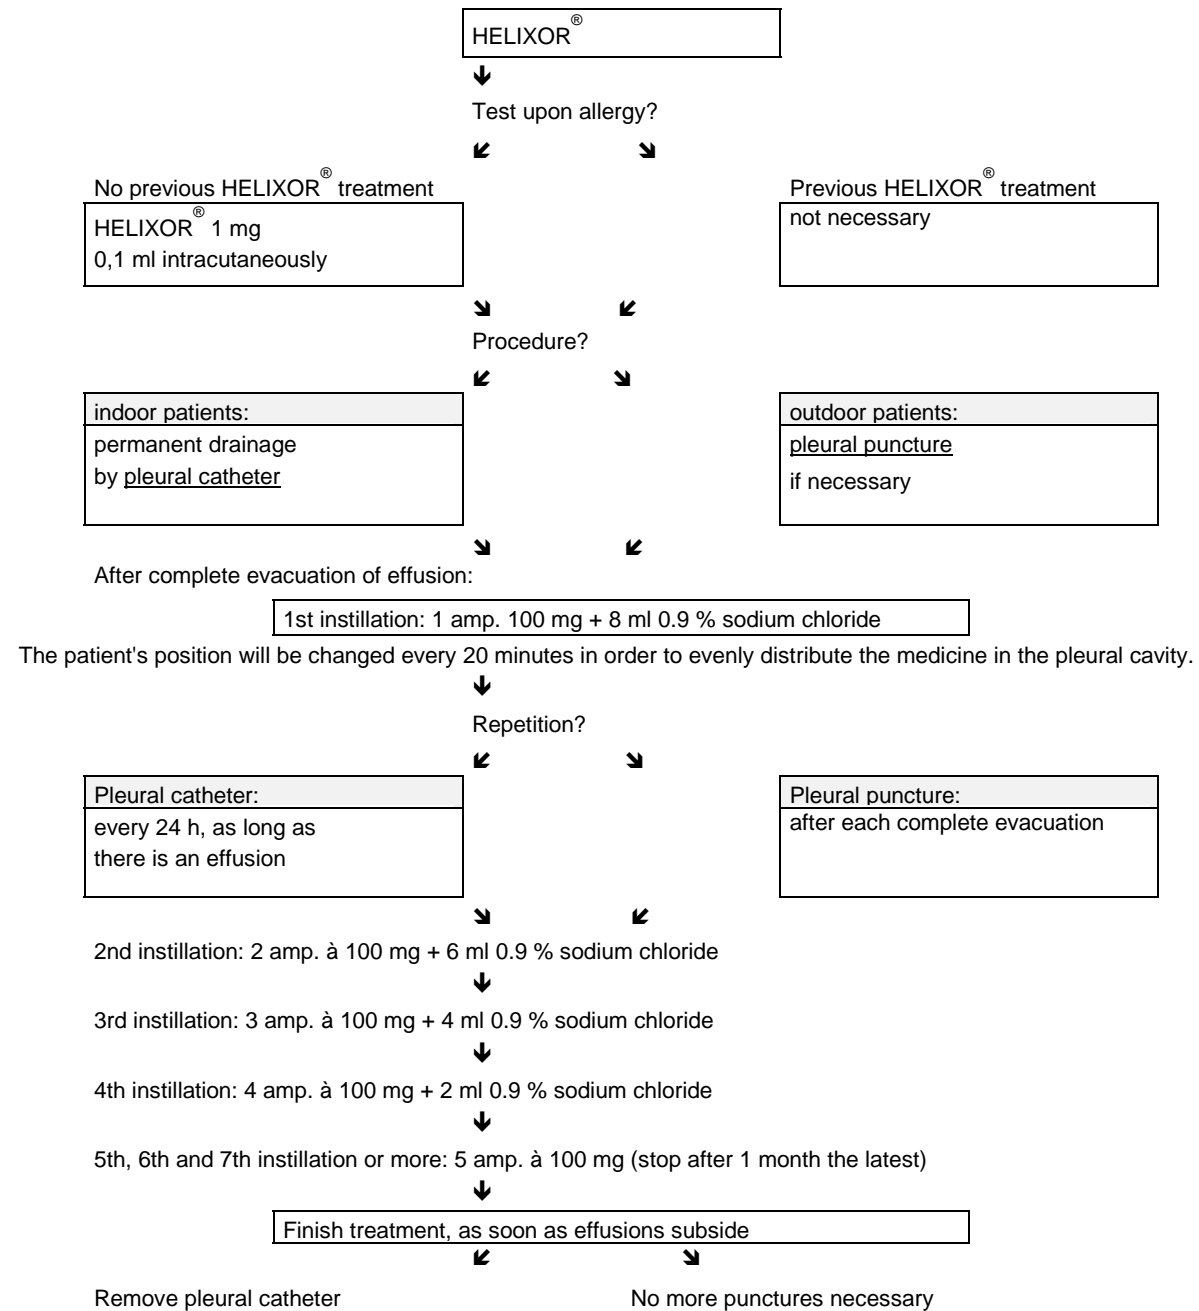 HELIXOR®
Test upon allergy?
No previous HELIXOR® treatment
Previous HELIXOR® treatment
HELIXOR® 1 mg
0,1 ml intracutaneously
not necessary
Procedure?
indoor patients:
permanent drainage
by pleural catheter
outdoor patients:
pleural puncture
if necessary
After complete evacuation of effusion:
1st instillation: 1 amp. 100 mg + 8 ml 0.9 % sodium chloride
The patient's position will be changed every 20 minutes in order to evenly distribute the medicine in the pleural cavity.
Repetition?
Pleural catheter:
every 24 h, as long as
there is an effusion
Pleural puncture:
after each complete evacuation
2nd instillation: 2 amp. à 100 mg + 6 ml 0.9 % sodium chloride
3rd instillation: 3 amp. à 100 mg + 4 ml 0.9 % sodium chloride
4th instillation: 4 amp. à 100 mg + 2 ml 0.9 % sodium chloride
5th, 6th and 7th instillation or more: 5 amp. à 100 mg (stop after 1 month the latest)
Finish treatment, as soon as effusions subside
Remove pleural catheter
No more punctures necessary